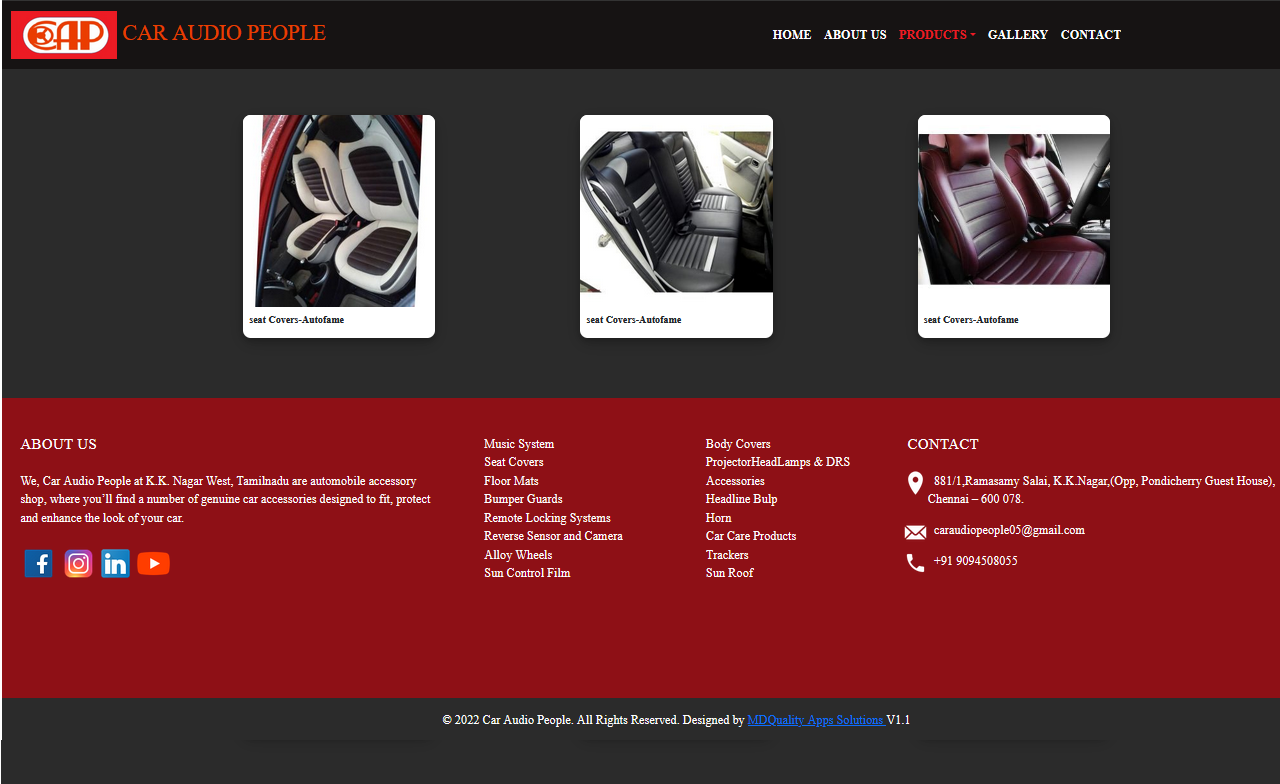 CAP CAR AUDIO PEOPLE
HOME ABOUT US PRODUCTS GALLERY CONTACT
seat Covers-Autofame
seat Covers-Autofame
seat Covers-Autofame
ABOUT US
We, Car Audio People at K.K. Nagar West, Tamilnadu are automobile accessory
shop, where you’ll find a number of genuine car accessories designed to fit, protect
and enhance the look of your car.
Music System
Seat Covers
Floor Mats
Bumper Guards
Remote Locking Systems
Reverse Sensor and Camera
Alloy Wheels
Sun Control Film
Body Covers
ProjectorHeadLamps & DRS
Accessories
Headline Bulp
Horn
Car Care Products
Trackers
Sun Roof
CONTACT
881/1,Ramasamy Salai, K.K.Nagar,(Opp, Pondicherry Guest House),
Chennai – 600 078.
caraudiopeople05@gmail.com
+91 9094508055
© 2022 Car Audio People. All Rights Reserved. Designed by MDQuality Apps Solutions V1.1